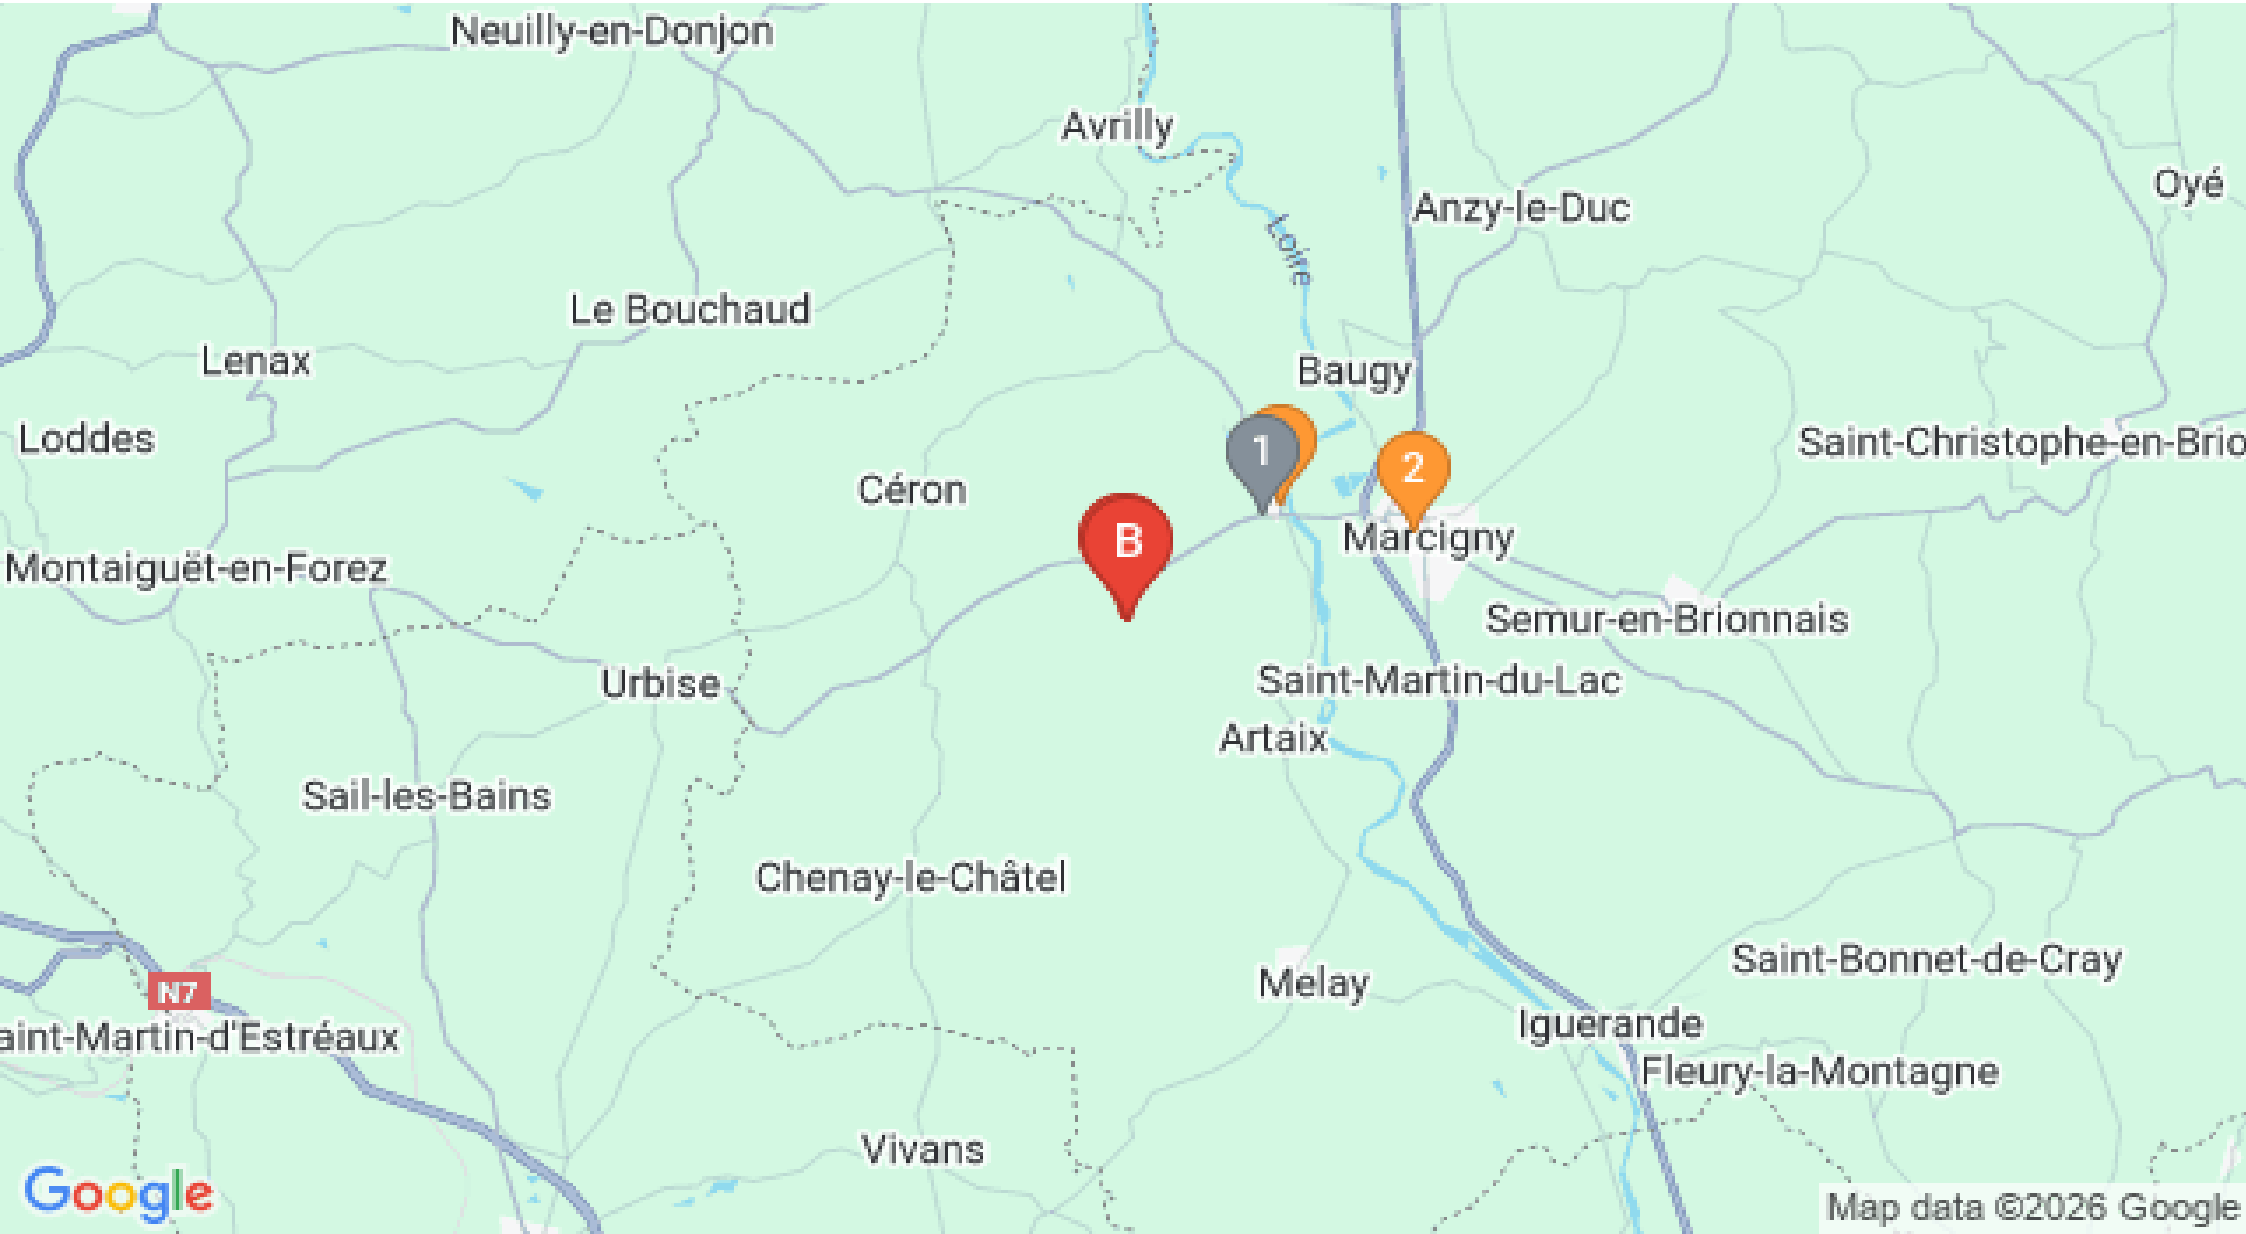 Neuilly-en-Donjon
Avrilly
Oyé
Anzy-le-Duc
Loire
Le Bouchaud
Lenax
Baugy
Loddes
Saint-Christophe-en-Brio
1
2
Céron
B
Marcigny
Montaiguët-en-Forez
Semur-en-Brionnais
Urbise
Saint-Martin-du-Lac
Artaix
Sail-les-Bains
Chenay-le-Châtel
Saint-Bonnet-de-Cray
Melay
N7
Iguerande
aint-Martin-d'Estréaux
Fleury-la-Montagne
Vivans
Google
Map data ©2026 Google